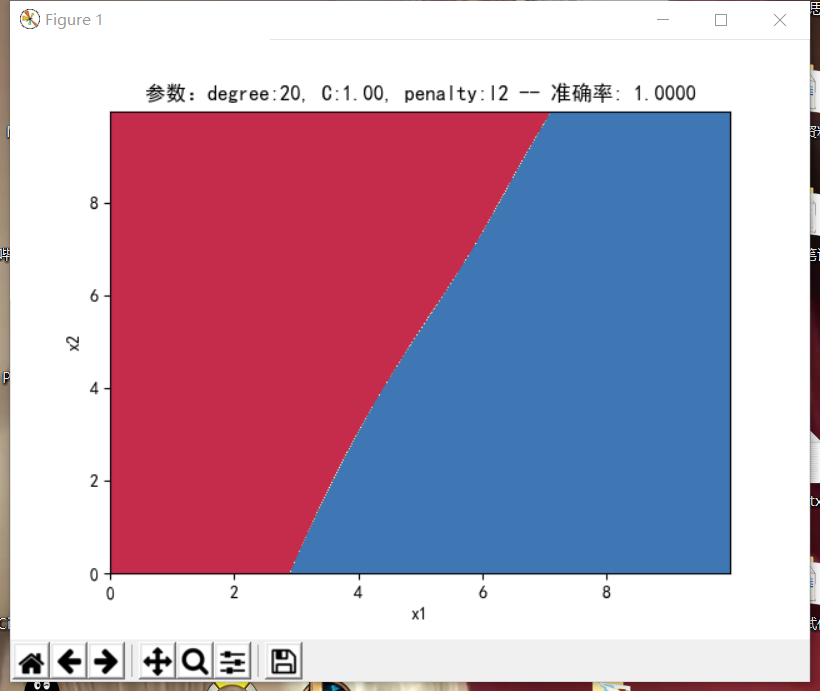 Figure 1
参数: degree:20, C:1.00, penalty:l2 -- 准确率: 1.0000
8
6
x2
4
2
0
0 2 4 6 8
x1